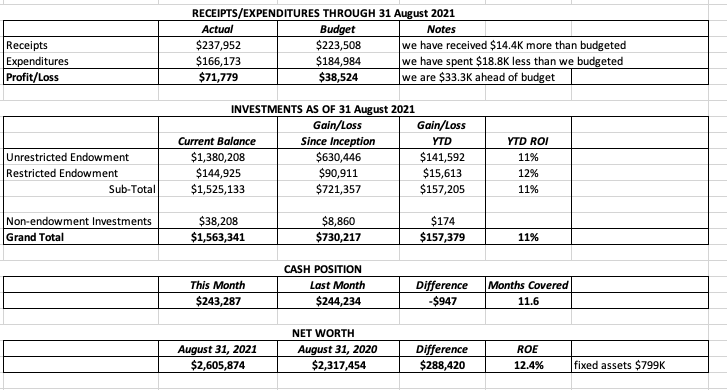 RECEIPTS/EXPENDITURES THROUGH 31 August 2021
Actual Budget Notes
Receipts $237,952 $223,508 we have received $14.4K more than budgeted
Expenditures $166,173 $184,984 we have spent $18.8K less than we budgeted
Profit/Loss $71,779 $38,524 we are $33.3K ahead of budget
INVESTMENTS AS OF 31 August 2021
Gain/Loss Gain/Loss
Current Balance Since Inception YTD YTD ROI
Unrestricted Endowment $1,380,208 $630,446 $141,592 11%
Restricted Endowment $144,925 $90,911 $15,613 12%
Sub-Total $1,525,133 $721,357 $157,205 11%
Non-endowment Investments $38,208 $8,860 $174
Grand Total $1,563,341 $730,217 $157,379 11%
CASH POSITION
This Month Last Month Difference Months Covered
$243,287 $244,234 -$947 11.6
NET WORTH
August 31, 2021 August 31, 2020 Difference ROE
$2,605,874 $2,317,454 $288,420 12.4% fixed assets $799K